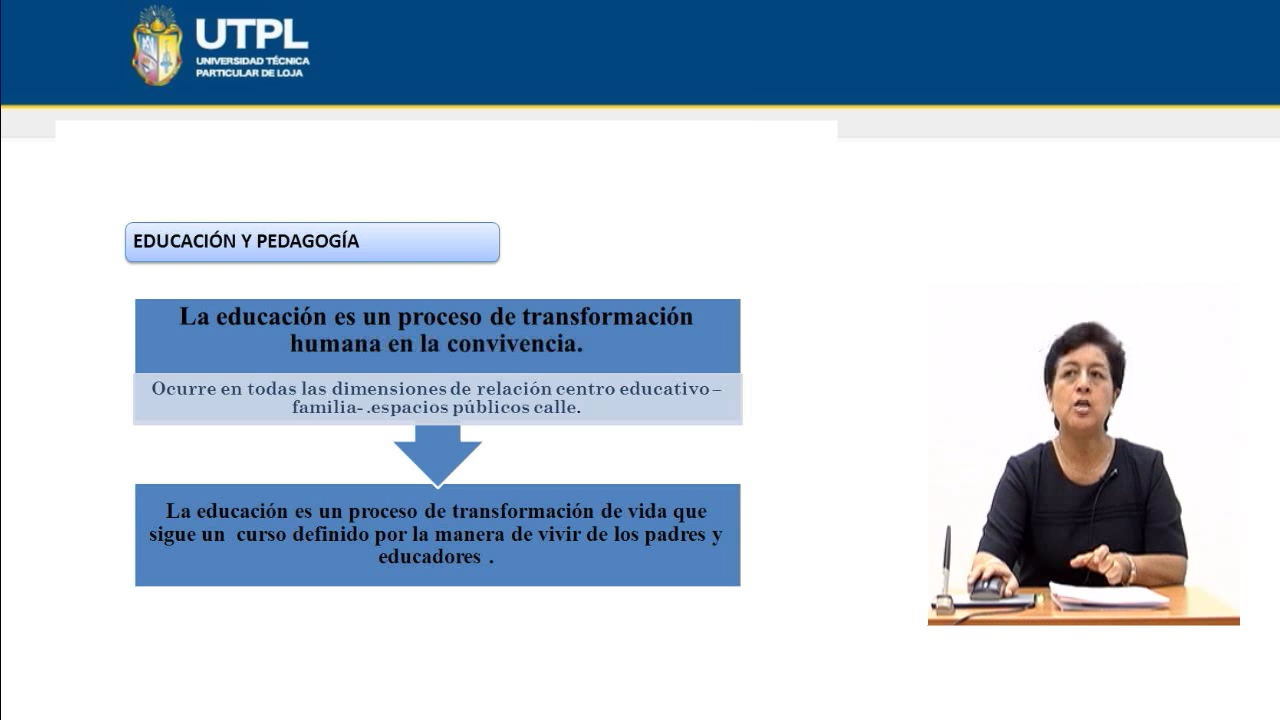 UTPL
UNIVERSIDAD TÉCNICA
PARTICULAR DE LOJA
EDUCACIÓN Y PEDAGOGÍA
La educación es un proceso de transformación
humana en la convivencia.
Ocurre en todas las dimensiones de relación centro educativo –
familia- .espacios públicos calle.
La educación es un proceso de transformación de vida que
sigue un curso definido por la manera de vivir de los padres y
educadores .